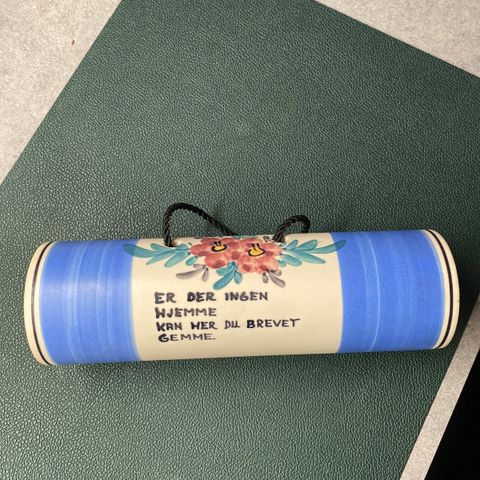 ER DER INGEN
HJEMME
KAN HER DU BREVET
GEMME.